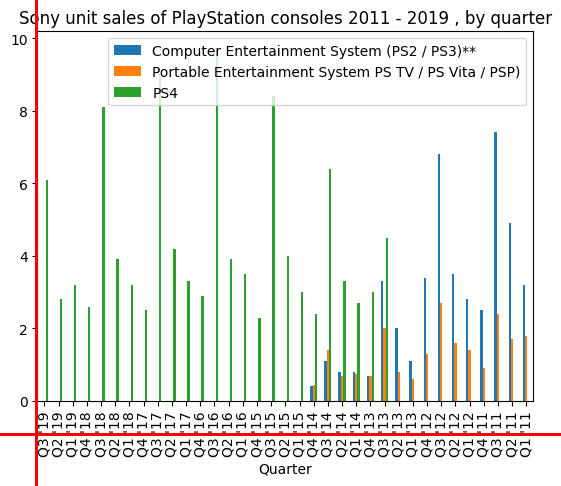 Sony unit sales of PlayStation consoles 2011 - 2019 , by quarter
Computer Entertainment System (PS2 / PS3)**
Portable Entertainment System PS TV / PS Vita / PSP)
PS4
10
8
6
4
2
0
Q3 '19
Q2 '19
Q1 '19
Q4 '18
Q3 '18
Q2 '18
Q1 '18
Q4 '17
Q3 '17
Q2 '17
Q1 '17
Q4 '16
Q3 '16
Q2 '16
Q1 '16
Q4 '15
Q3 '15
Q2 '15
Q1 '15
Q4 '14
Q3 '14
Q2 '14
Q1 '14
Q4 '13
Q3 '13
Q2 '13
Q1 '13
Q4 '12
Q3 '12
Q2 '12
Q1 '12
Q4 '11
Q3 '11
Q2 '11
Q1 '11
Quarter